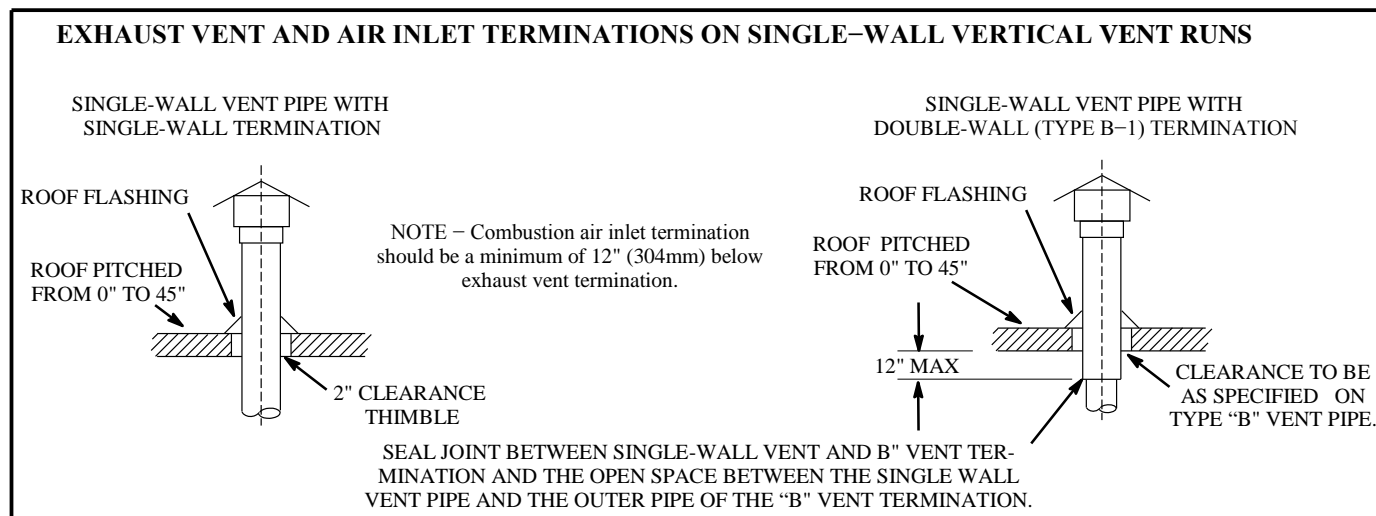 EXHAUST VENT AND AIR INLET TERMINATIONS ON SINGLE−WALL VERTICAL VENT RUNS
SINGLE-WALL VENT PIPE WITH
SINGLE-WALL TERMINATION
ROOF FLASHING
ROOF PITCHED
FROM 0" TO 45"
2" CLEARANCE
THIMBLE
NOTE − Combustion air inlet termination
should be a minimum of 12" (304mm) below
exhaust vent termination.
SINGLE-WALL VENT PIPE WITH
DOUBLE-WALL (TYPE B−1) TERMINATION
ROOF FLASHING
ROOF PITCHED
FROM 0" TO 45"
12" MAX
CLEARANCE TO BE
AS SPECIFIED ON
TYPE “B" VENT PIPE.
SEAL JOINT BETWEEN SINGLE-WALL VENT AND B" VENT TER-
MINATION AND THE OPEN SPACE BETWEEN THE SINGLE WALL
VENT PIPE AND THE OUTER PIPE OF THE “B" VENT TERMINATION.